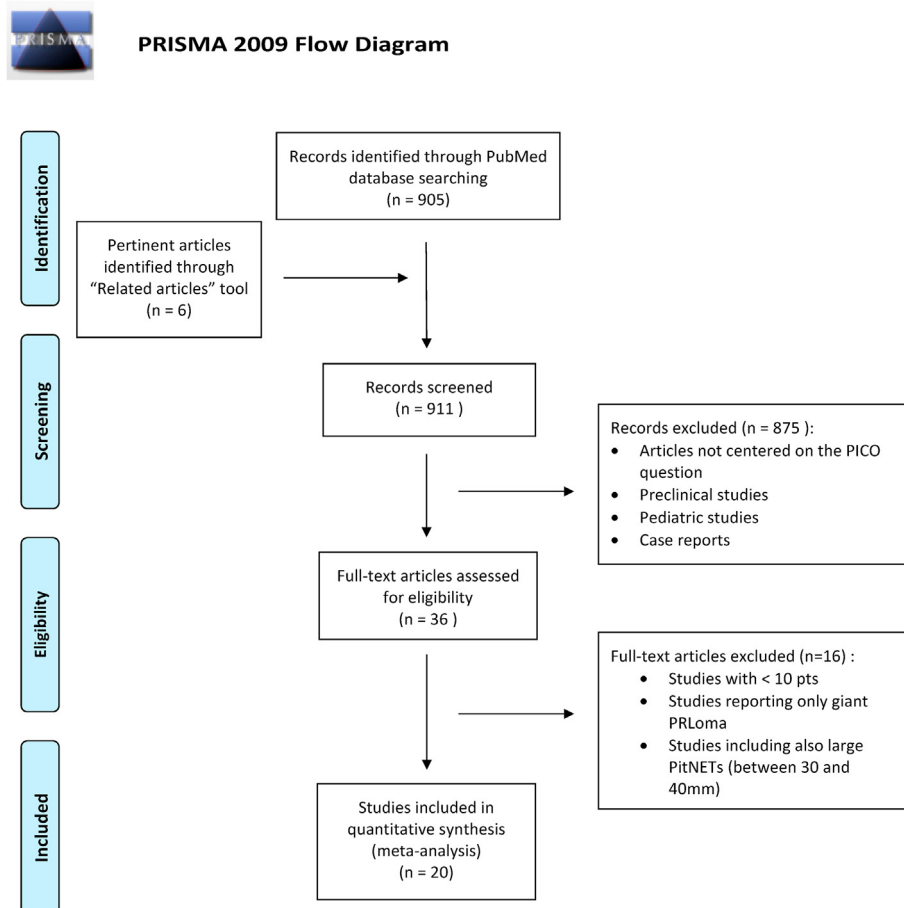 PRISMA
PRISMA 2009 Flow Diagram
Identification
Records identified through PubMed
database searching
(n = 905)
Pertinent articles
identified through
“Related articles” tool
(n = 6)
Screening
Records screened
(n = 911 )
Records excluded (n = 875 ):
• Articles not centered on the PICO
question
• Preclinical studies
• Pediatric studies
• Case reports
Eligibility
Full-text articles assessed
for eligibility
(n = 36 )
Full-text articles excluded (n=16) :
• Studies with < 10 pts
• Studies reporting only giant
PRLoma
• Studies including also large
PitNETs (between 30 and
40mm)
Included
Studies included in
quantitative synthesis
(meta-analysis)
(n = 20)